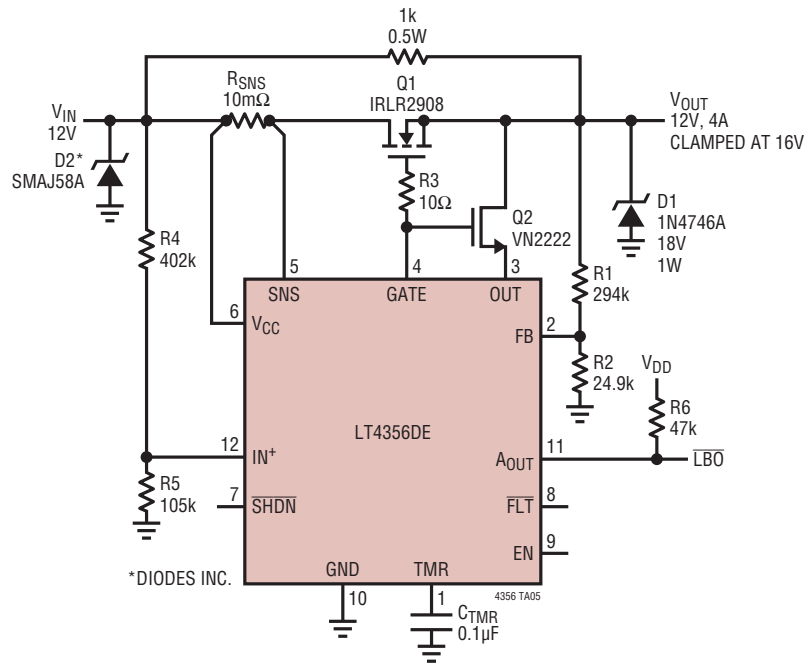 1k
0.5W
RSNS
10mΩ
Q1
IRLR2908
VIN
12V
VOUT
12V, 4A
CLAMPED AT 16V
D2*
SMAJ58A
R3
10Ω
Q2
VN2222
D1
1N4746A
18V
1W
R4
402k
5
4
3
R1
294k
SNS
GATE
OUT
6
VCC
FB
2
R2
24.9k
VDD
R6
47k
LT4356DE
12
IN+
AOUT
11
LBO
R5
105k
7
SHDN
FLT
8
EN
9
*DIODES INC.
GND
TMR
10
1
4356 TA05
CTMR
0.1µF